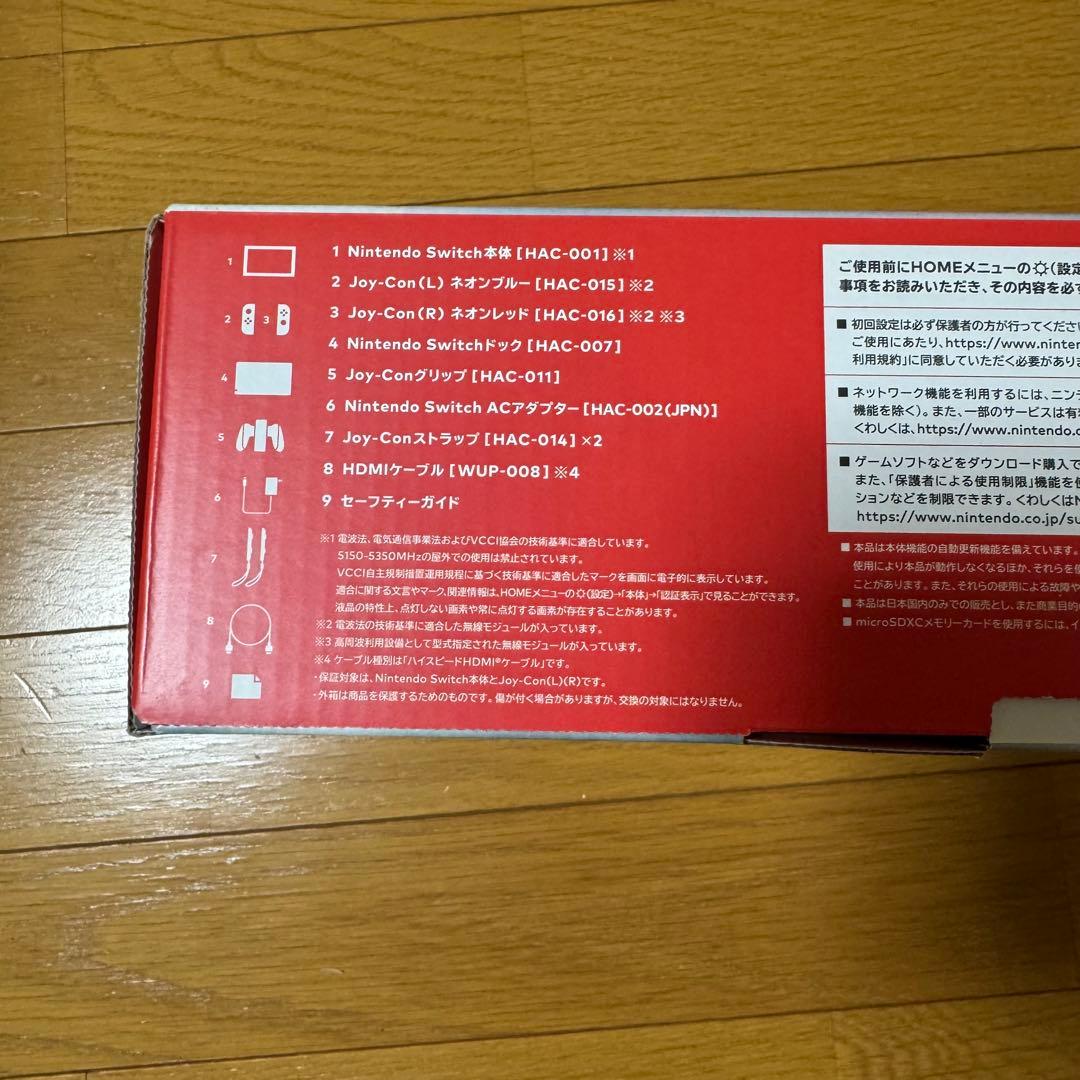 1 Nintendo Switch本体[HAC-001]※1
2 Joy-Con(L) ネオンブルー[HAC-015]※2
3 Joy-Con(R) ネオンレッド[HAC-016]※2 ※3
4 Nintendo Switchドック[HAC-007]
5 Joy-Conグリップ[HAC-011]
6 Nintendo Switch ACアダプター[HAC-002(JPN)]
7 Joy-Conストラップ[HAC-014]×2
8 HDMIケーブル[WUP-008]※4
9 セーフティーガイド
1
2
3
4
5
6
7
8
9
※1 電波法、電気通信事業法およびVCCI協会の技術基準に適合しています。
5150-5350MHzの屋外での使用は禁止されています。
VCCI自主規制措置運用規程に基づく技術基準に適合したマークを画面に電子的に表示しています。
適合に関する文言やマーク、関連情報は、HOMEメニューの(設定)→「本体」→「認証表示」で見ることができます。
液晶の特性上、点灯しない画素や常に点灯する画素が存在することがあります。
※2 電波法の技術基準に適合した無線モジュールが入っています。
※3 高周波利用設備として型式指定された無線モジュールが入っています。
※4 ケーブル種別は「ハイスピードHDMI®ケーブル」です。
・保証対象は、Nintendo Switch本体とJoy-Con(L)(R)です。
・外箱は商品を保護するためのものです。傷が付く場合がありますが、交換の対象にはなりません。
ご使用前にHOMEメニューの(設定
事項をお読みいただき、その内容を必ず
■ 初回設定は必ず保護者の方が行ってくださ
ご使用にあたり、https://www.ninten
利用規約」に同意していただく必要があり
■ ネットワーク機能を利用するには、ニン
機能を除く)。また、一部のサービスは有
くわしくは、https://www.nintendo.c
■ ゲームソフトなどをダウンロード購入で
また、「保護者による使用制限」機能を使
ションなどを制限できます。くわしくはN
https://www.nintendo.co.jp/su
■ 本品は本体機能の自動更新機能を備えています。
使用により本品が動作しなくなるほか、それらを使
ことがあります。また、それらの使用による故障や
■ 本品は日本国内のみでの販売とし、また商業目的
■ microSDXCメモリーカードを使用するには、イ